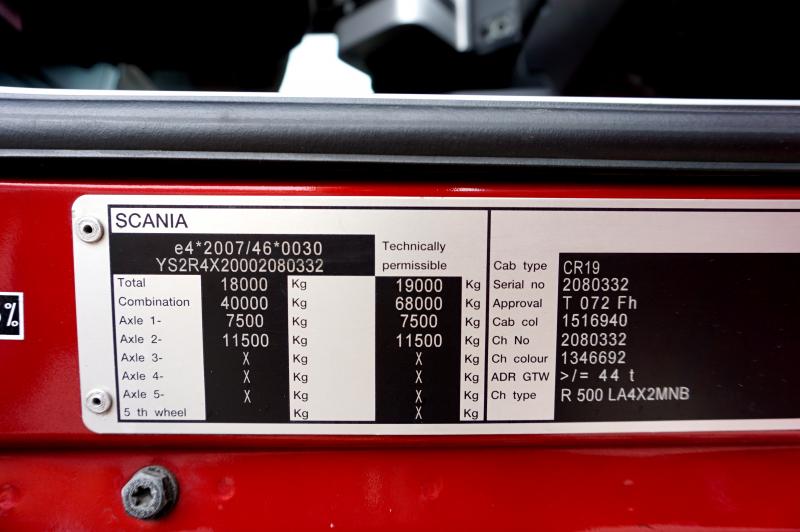 SCANIA
e4*2007/46*0030
YS2R4X20002080332
Technically
permissible
Total 18000 Kg 19000 Kg
Combination 40000 Kg 68000 Kg
Axle 1- 7500 Kg 7500 Kg
Axle 2- 11500 Kg 11500 Kg
Axle 3- X Kg X Kg
Axle 4- X Kg X Kg
Axle 5- X Kg X Kg
5 th wheel Kg X Kg
Cab type CR19
Serial no 2080332
Approval T 072 Fh
Cab col 1516940
Ch No 2080332
Ch colour 1346692
ADR GTW >/= 44 t
Ch type R 500 LA4X2MNB